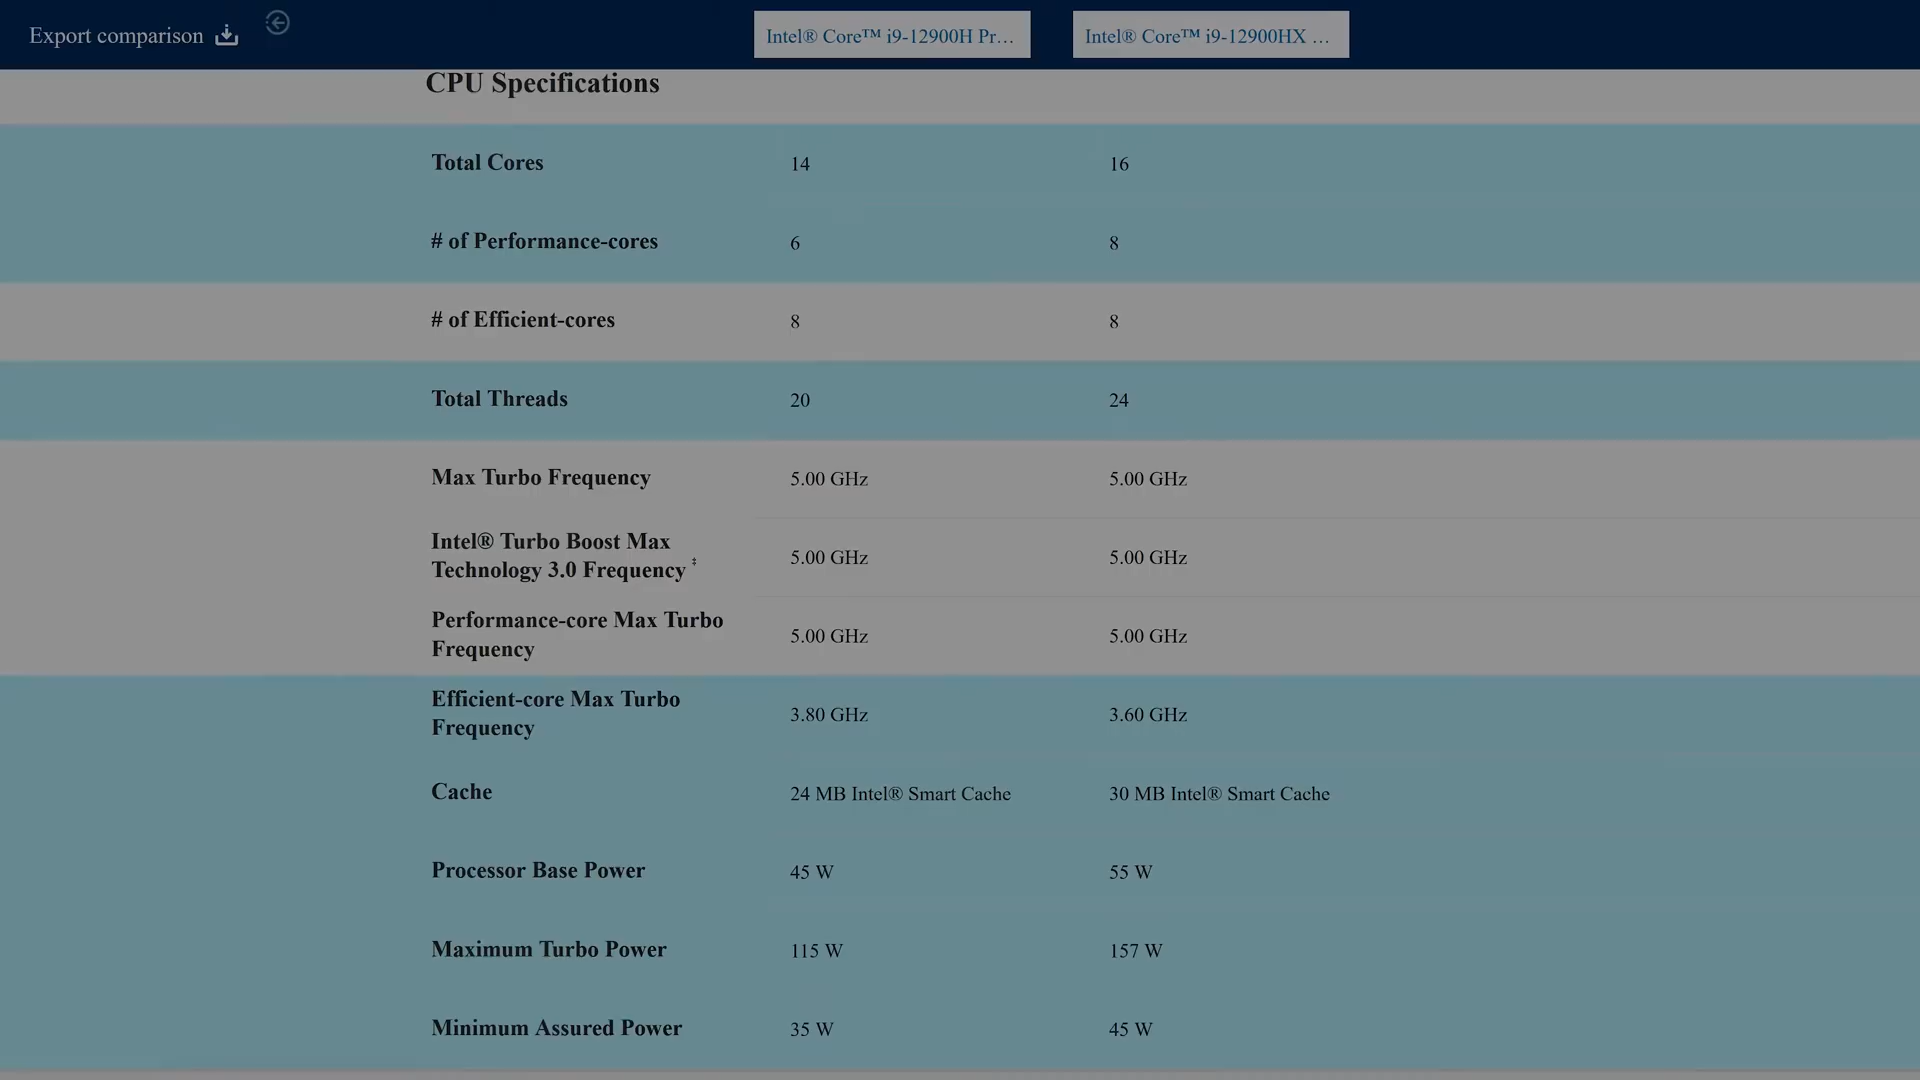 Export comparison
Intel® Core™ i9-12900H Pr...
Intel® Core™ i9-12900HX ...
CPU Specifications
Total Cores 14 16
# of Performance-cores 6 8
# of Efficient-cores 8 8
Total Threads 20 24
Max Turbo Frequency 5.00 GHz 5.00 GHz
Intel® Turbo Boost Max
Technology 3.0 Frequency ‡ 5.00 GHz 5.00 GHz
Performance-core Max Turbo
Frequency 5.00 GHz 5.00 GHz
Efficient-core Max Turbo
Frequency 3.80 GHz 3.60 GHz
Cache 24 MB Intel® Smart Cache 30 MB Intel® Smart Cache
Processor Base Power 45 W 55 W
Maximum Turbo Power 115 W 157 W
Minimum Assured Power 35 W 45 W